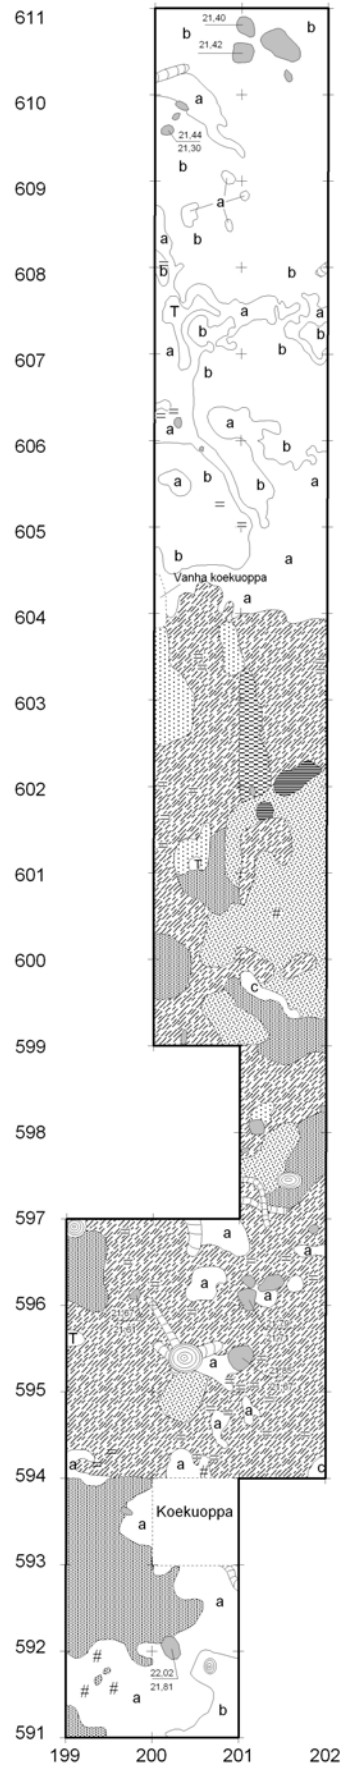 611
21,40
b
b
21,42
610
a
21,44
21,30
b
609
a
a
b
608
b
b
T
a
a
b
b
607
a
b
b
a
606
a
b
a
b
b
a
605
b
a
Vanha koekuoppa
a
604
603
602
T
601
#
600
c
599
598
597
a
a
a
a
596
T
a
595
a
a
a
a
#
c
594
Koekuoppa
a
593
a
592
#
22,02
21,81
#
#
a
b
591
199 200 201 202